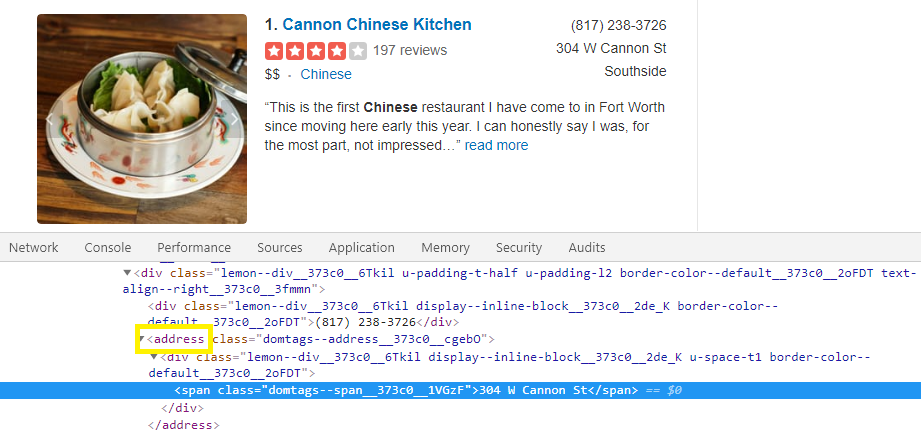 1. Cannon Chinese Kitchen
(817) 238-3726
197 reviews
304 W Cannon St
$$ · Chinese
Southside
“This is the first Chinese restaurant I have come to in Fort Worth
since moving here early this year. I can honestly say I was, for
the most part, not impressed…” read more
Network Console Performance Sources Application Memory Security Audits
<div class="lemon--div__373c0__6Tkil u-padding-t-half u-padding-l2 border-color--default__373c0__2oFDT text-
align--right__373c0__3fmmn">
<div class="lemon--div__373c0__6Tkil display--inline-block__373c0__2de_K border-color--
default__373c0__2oFDT">(817) 238-3726</div>
<address class="domtags--address__373c0__cgebO">
<div class="lemon--div__373c0__6Tkil display--inline-block__373c0__2de_K u-space-t1 border-color--
default__373c0__2oFDT">
<span class="domtags--span__373c0__1VGzF">304 W Cannon St</span> == $0
</div>
</address>